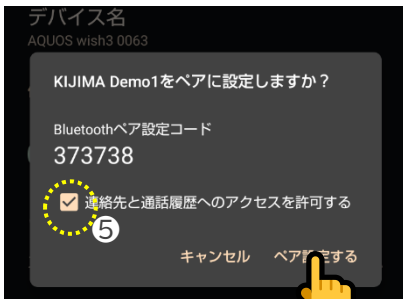 デバイス名
AQUOS wish3 0063
KIJIMA Demo1をペアに設定しますか？
Bluetoothペア設定コード
373738
連絡先と通話履歴へのアクセスを許可する
⑤
キャンセル ペア設定する